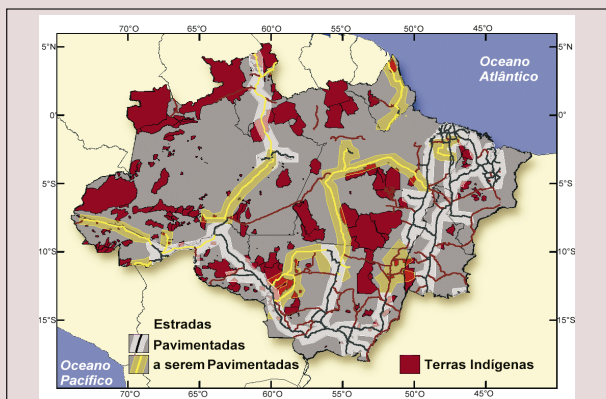 70°O 65°O 60°O 55°O 50°O 45°O
5°N 5°N
Oceano
Atlântico
0° 0°
5°S 5°S
10°S 10°S
15°S 15°S
Estradas
Pavimentadas
a serem Pavimentadas
Terras Indígenas
Oceano
Pacífico
70°O 65°O 60°O 55°O 50°O 45°O